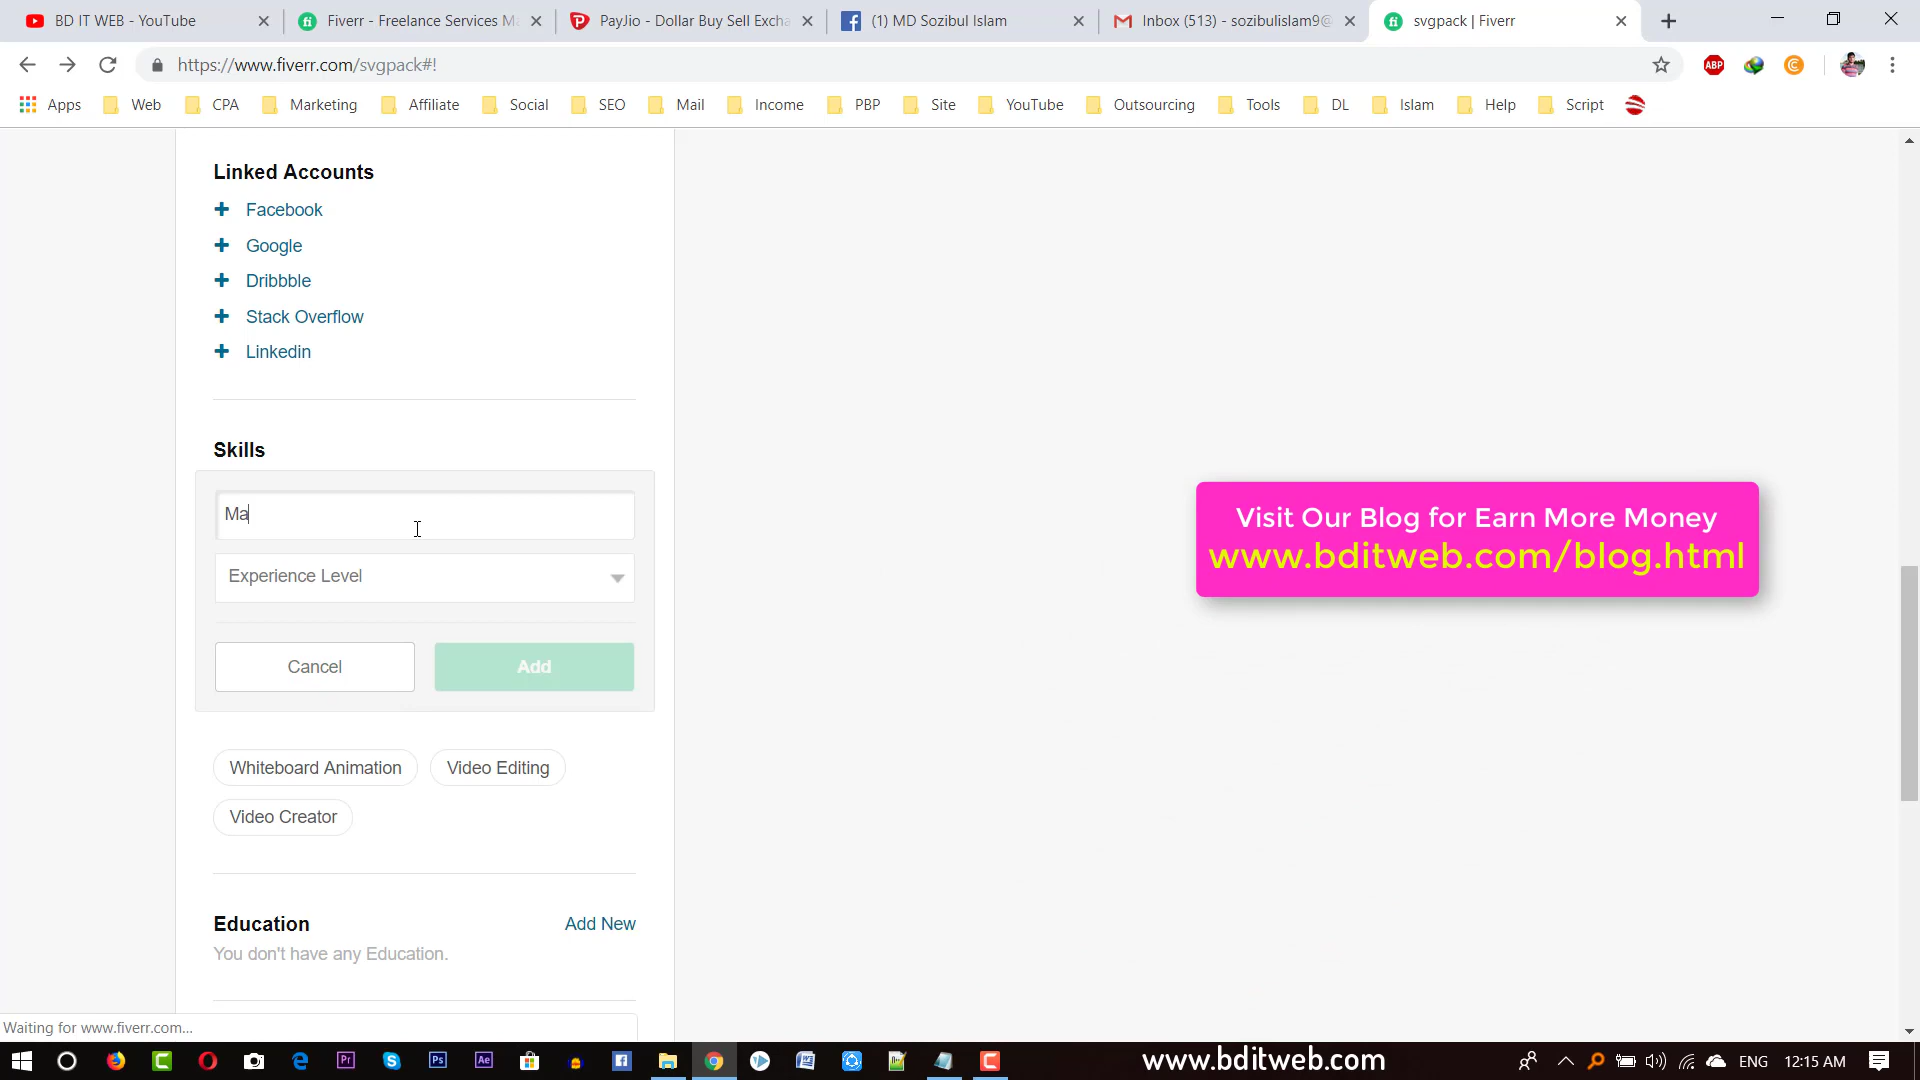 BD IT WEB - YouTube
Fiverr - Freelance Services Ma
PayJio - Dollar Buy Sell Excha
(1) MD Sozibul Islam
Inbox (513) - sozibulislam9@
svgpack | Fiverr
https://www.fiverr.com/svgpack#!
ABP
Apps
Web
CPA
Marketing
Affiliate
Social
SEO
Mail
Income
PBP
Site
YouTube
Outsourcing
Tools
DL
Islam
Help
Script
Linked Accounts
+ Facebook
+ Google
+ Dribbble
+ Stack Overflow
+ Linkedin
Skills
Ma
Experience Level
Cancel
Add
Whiteboard Animation
Video Editing
Video Creator
Education
Add New
You don't have any Education.
Visit Our Blog for Earn More Money
www.bditweb.com/blog.html
Waiting for www.fiverr.com...
www.bditweb.com
ENG
12:15 AM